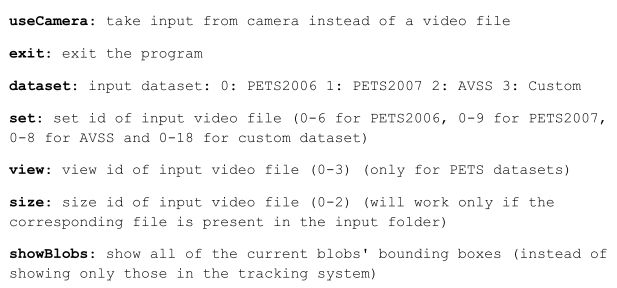 useCamera: take input from camera instead of a video file
exit: exit the program
dataset: input dataset: 0: PETS2006 1: PETS2007 2: AVSS 3: Custom
set: set id of input video file (0-6 for PETS2006, 0-9 for PETS2007,
0-8 for AVSS and 0-18 for custom dataset)
view: view id of input video file (0-3) (only for PETS datasets)
size: size id of input video file (0-2) (will work only if the
corresponding file is present in the input folder)
showBlobs: show all of the current blobs' bounding boxes (instead of
showing only those in the tracking system)